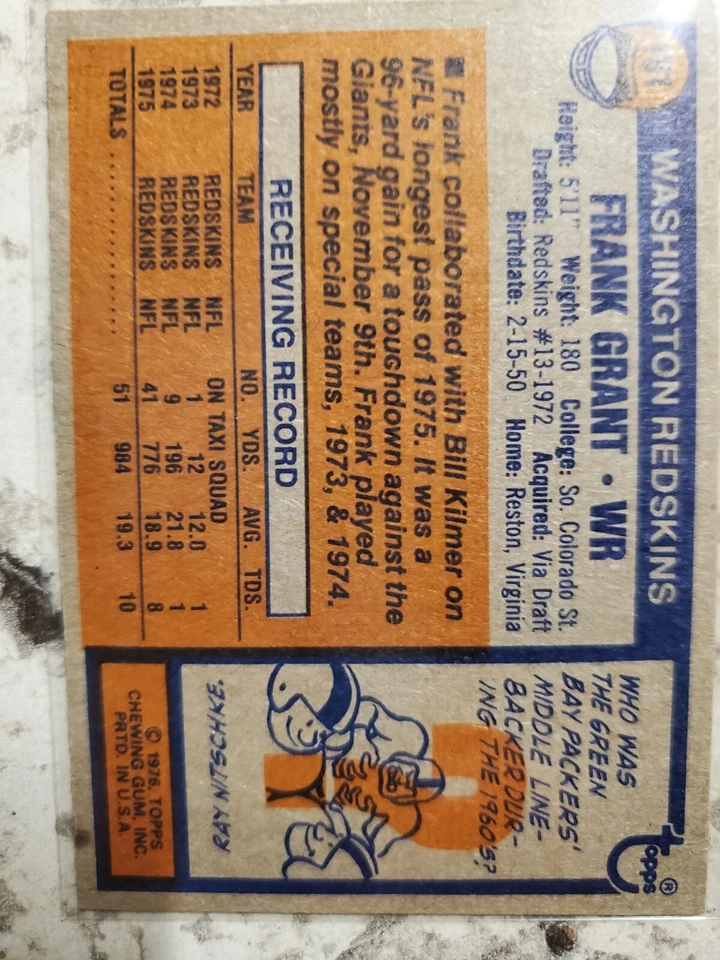 151
WASHINGTON REDSKINS
FRANK GRANT • WR
Height: 5'11" Weight: 180 College: So. Colorado St.
Drafted: Redskins #13-1972 Acquired: Via Draft
Birthdate: 2-15-50 Home: Reston, Virginia
■ Frank collaborated with Bill Kilmer on
NFL's longest pass of 1975. It was a
96-yard gain for a touchdown against the
Giants, November 9th. Frank played
mostly on special teams, 1973, & 1974.
RECEIVING RECORD
YEAR TEAM NO. YDS. AVG. TDS.
1972 REDSKINS NFL ON TAXI SQUAD
1973 REDSKINS NFL 1 12 12.0 1
1974 REDSKINS NFL 9 196 21.8 1
1975 REDSKINS NFL 41 776 18.9 8
TOTALS .................... 51 984 19.3 10
topps ®
WHO WAS
THE GREEN
BAY PACKERS'
MIDDLE LINE-
BACKER DUR-
ING THE 1960'S?
RAY NITSCHKE.
© 1976. TOPPS
CHEWING GUM, INC.
PRTD. IN U.S.A.